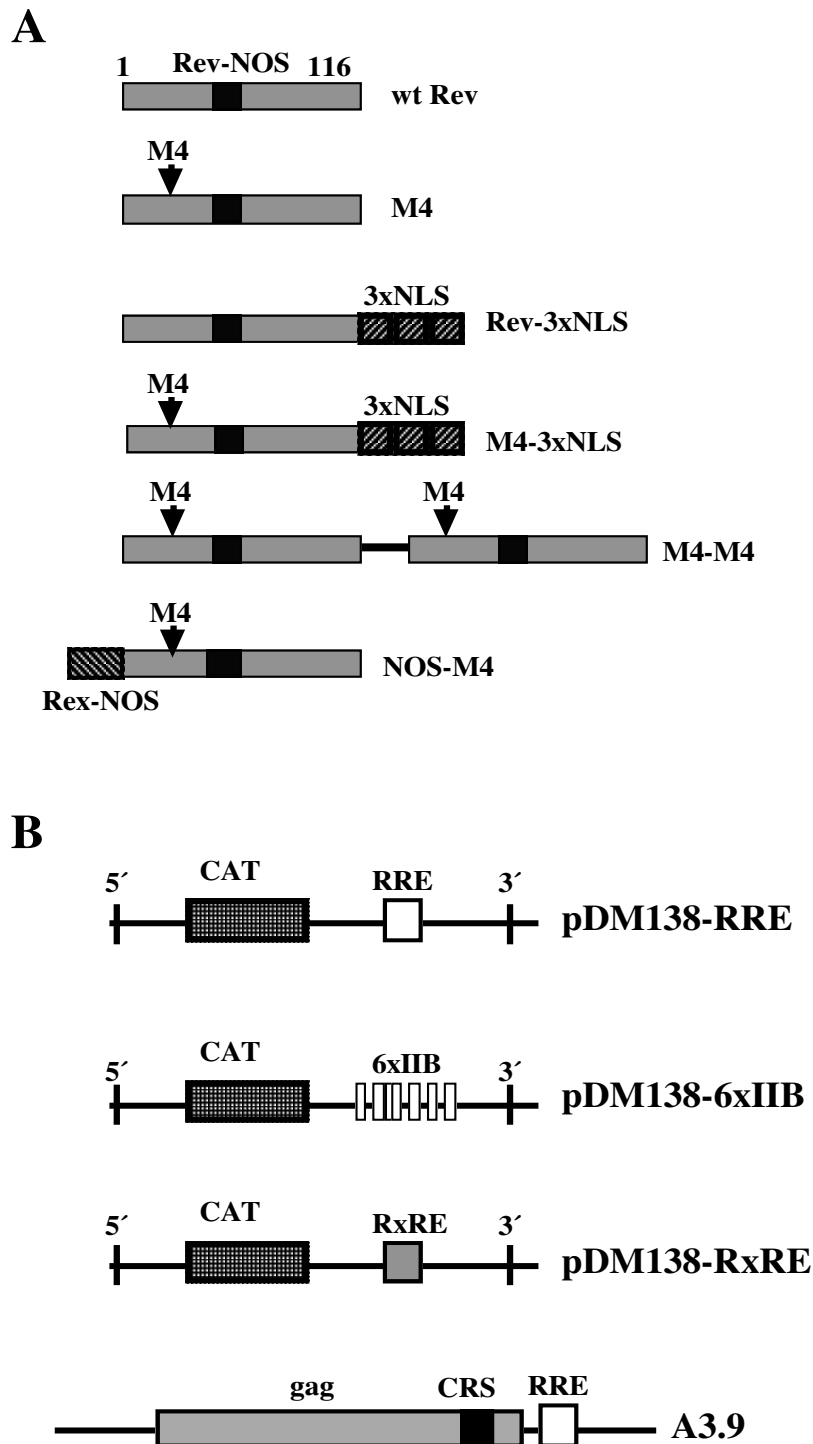 A
1 Rev-NOS 116
wt Rev
M4
M4
3xNLS
Rev-3xNLS
M4 3xNLS
M4-3xNLS
M4 M4
M4-M4
M4
NOS-M4
Rex-NOS
B
5´ CAT RRE 3´
pDM138-RRE
5´ CAT 6xIIB 3´
pDM138-6xIIB
5´ CAT RxRE 3´
pDM138-RxRE
gag CRS RRE
A3.9